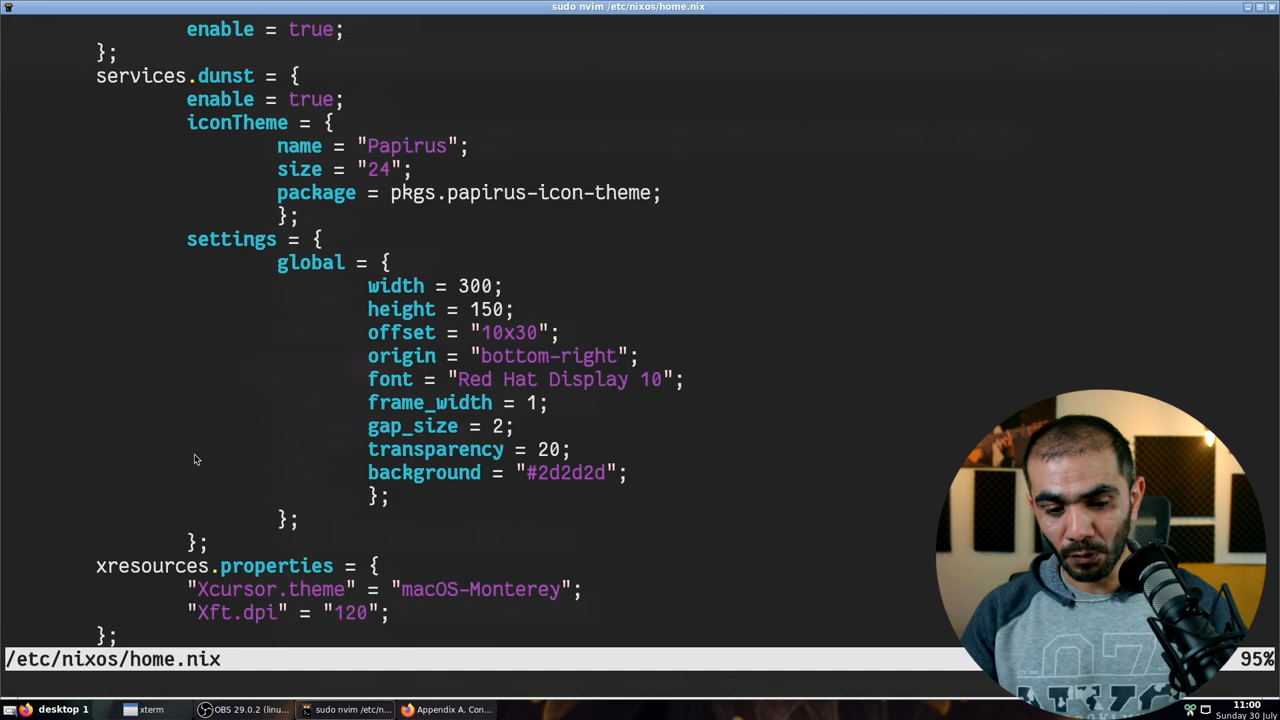 sudo nvim /etc/nixos/home.nix
enable = true;
};
services.dunst = {
enable = true;
iconTheme = {
name = "Papirus";
size = "24";
package = pkgs.papirus-icon-theme;
};
settings = {
global = {
width = 300;
height = 150;
offset = "10x30";
origin = "bottom-right";
font = "Red Hat Display 10";
frame_width = 1;
gap_size = 2;
transparency = 20;
background = "#2d2d2d";
};
};
};
xresources.properties = {
"Xcursor.theme" = "macOS-Monterey";
"Xft.dpi" = "120";
};
/etc/nixos/home.nix 95%
desktop 1 xterm OBS 29.0.2 (linu... sudo nvim /etc/n... Appendix A. Con... 11:00
Sunday 30 July